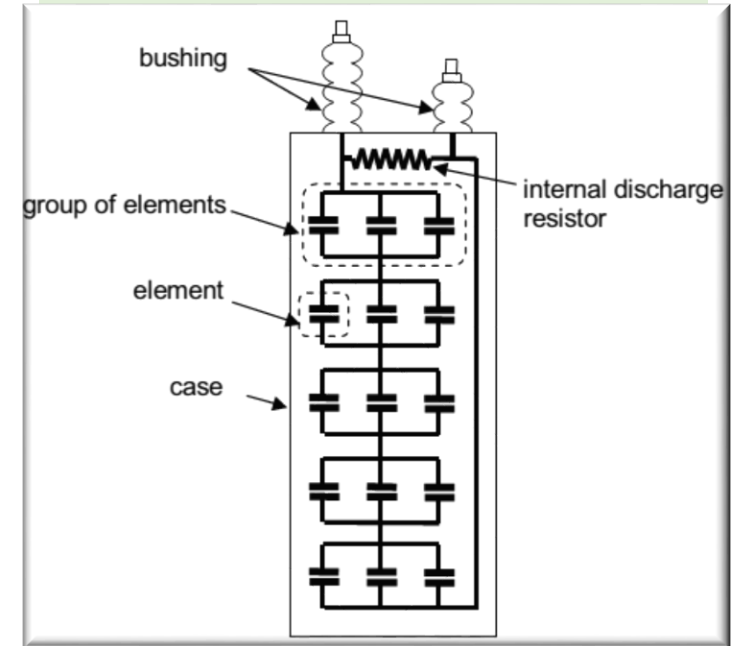 bushing
group of elements
internal discharge
resistor
element
case